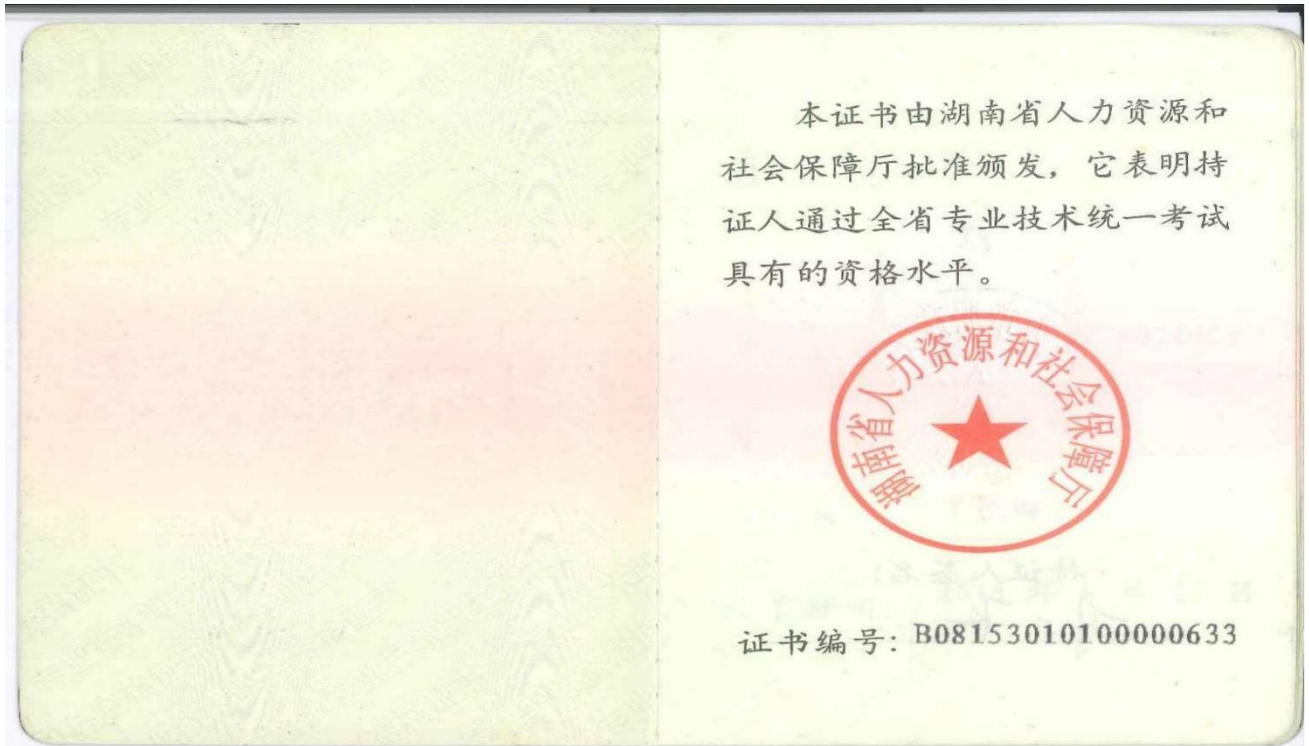 本证书由湖南省人力资源和
社会保障厅批准颁发，它表明持
证人通过全省专业技术统一考试
具有的资格水平。
湖南省人力资源和社会保障厅
证书编号：B08153010100000633